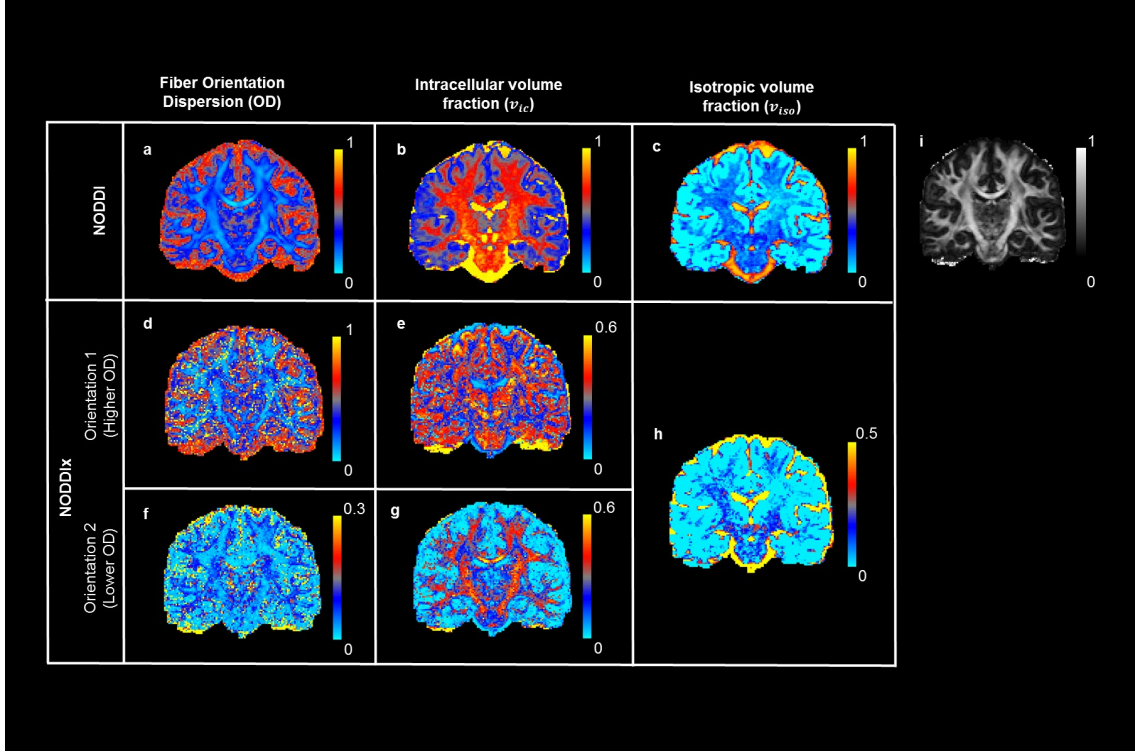 Fiber Orientation
Dispersion (OD)
Intracellular volume
fraction (v_ic)
Isotropic volume
fraction (v_iso)
NODDI
a
1
0
b
1
0
c
1
0
i
1
0
NODDIx
Orientation 1
(Higher OD)
d
1
0
e
0.6
0
h
0.5
0
Orientation 2
(Lower OD)
f
0.3
0
g
0.6
0